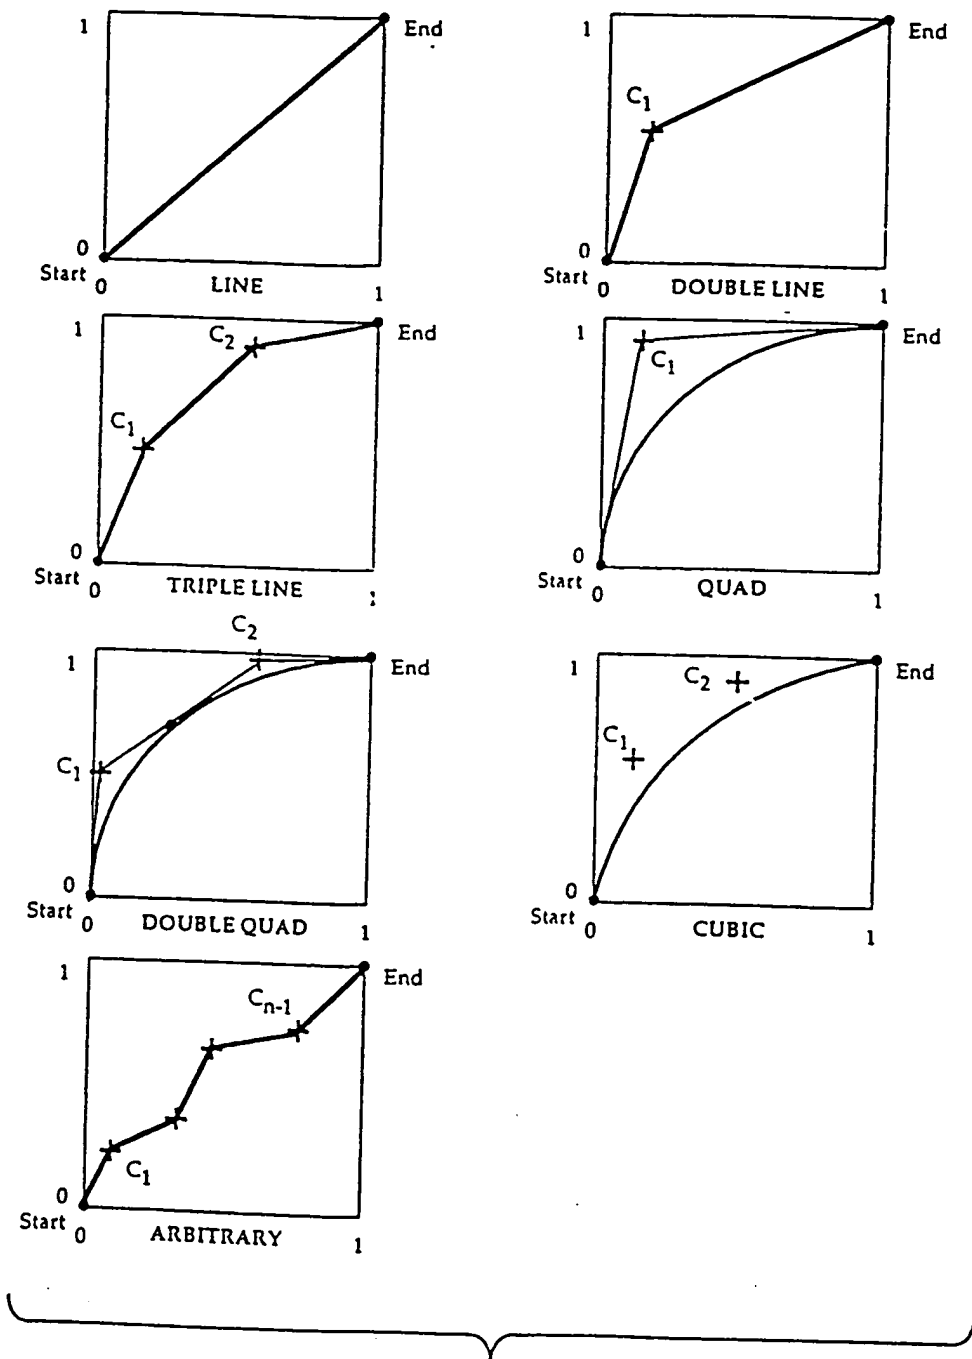 1
End
0
Start
0
LINE
1
1
End
C1
0
Start
0
DOUBLE LINE
1
1
End
C2
C1
0
Start
0
TRIPLE LINE
1
1
End
C1
0
Start
0
QUAD
1
C2
1
End
C1
0
Start
0
DOUBLE QUAD
1
1
End
C2
C1
0
Start
0
CUBIC
1
1
End
Cn-1
C1
0
Start
0
ARBITRARY
1